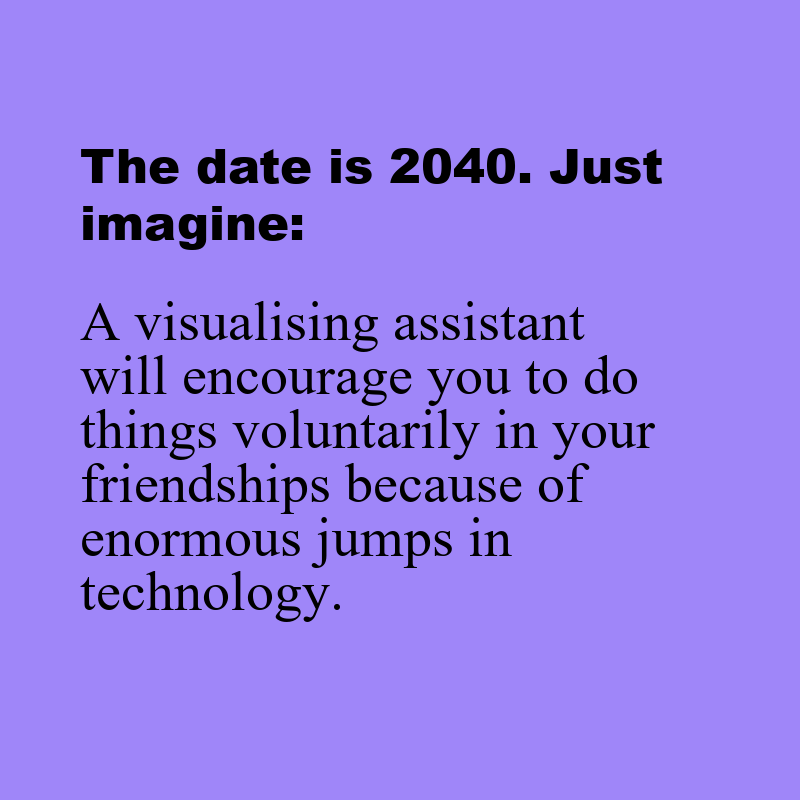 The date is 2040. Just
imagine:
A visualising assistant
will encourage you to do
things voluntarily in your
friendships because of
enormous jumps in
technology.